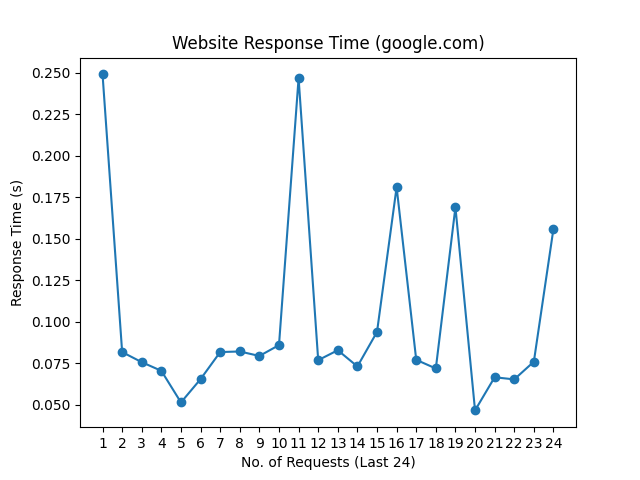 Website Response Time (google.com)
0.250
0.225
0.200
0.175
0.150
0.125
0.100
0.075
0.050
Response Time (s)
1 2 3 4 5 6 7 8 9 10 11 12 13 14 15 16 17 18 19 20 21 22 23 24
No. of Requests (Last 24)